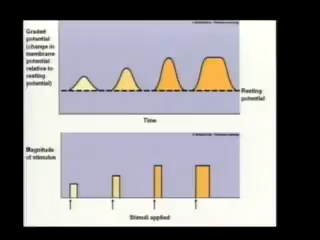 Graded
potential
(change in
membrane
potential
relative to
resting
potential)
Resting
potential
Time
Magnitude
of stimulus
Stimuli applied